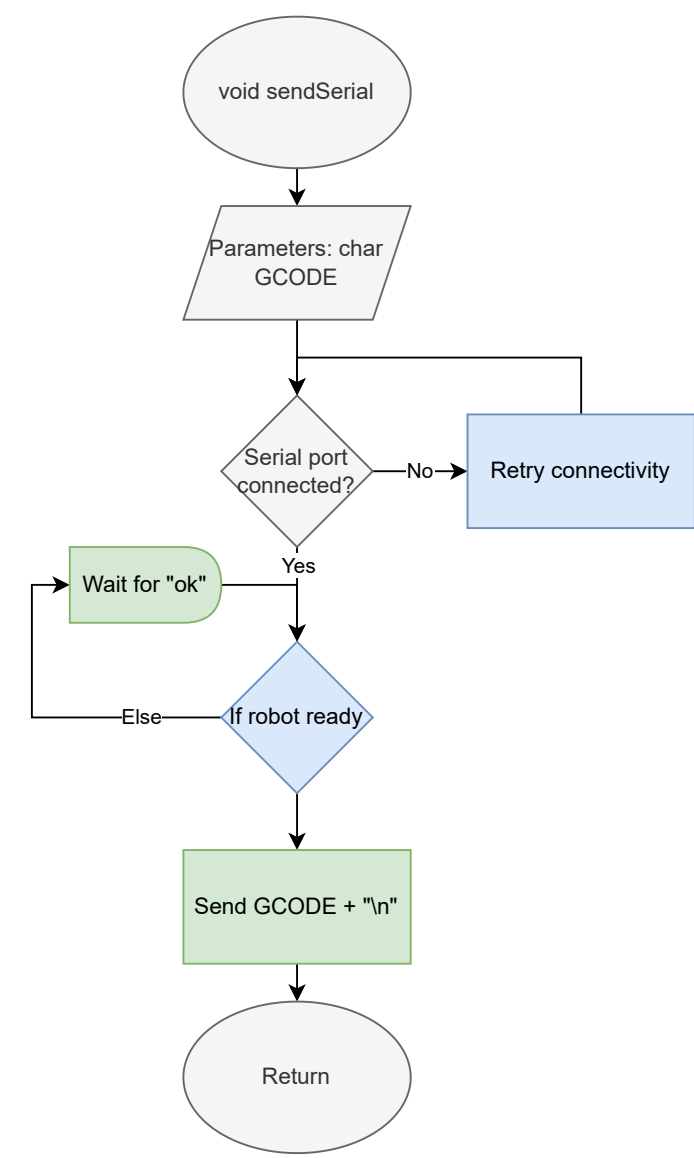 void sendSerial
Parameters: char
GCODE
Serial port
connected?
No
Retry connectivity
Yes
Wait for "ok"
If robot ready
Else
Send GCODE + "\n"
Return